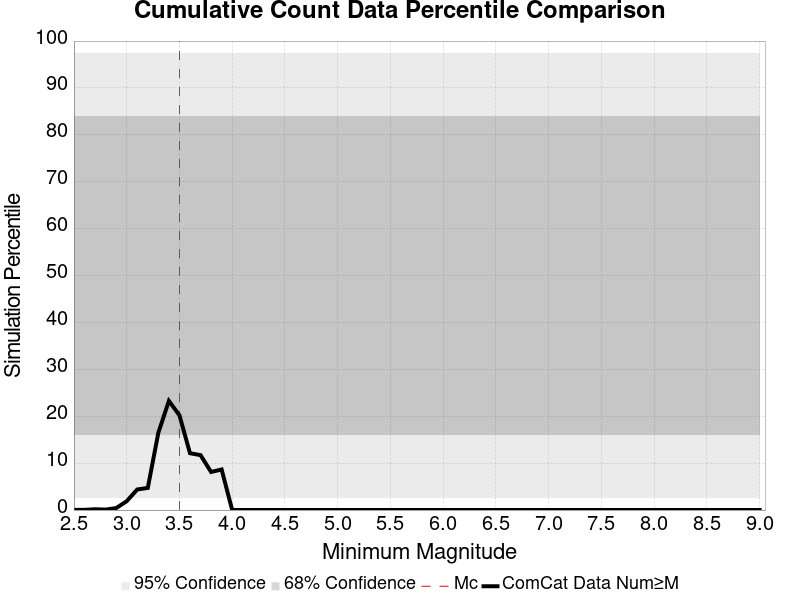 Cumulative Count Data Percentile Comparison
100
90
80
70
60
50
40
30
20
10
0
Simulation Percentile
2.5 3.0 3.5 4.0 4.5 5.0 5.5 6.0 6.5 7.0 7.5 8.0 8.5 9.0
Minimum Magnitude
95% Confidence 68% Confidence Mc ComCat Data Num≥M